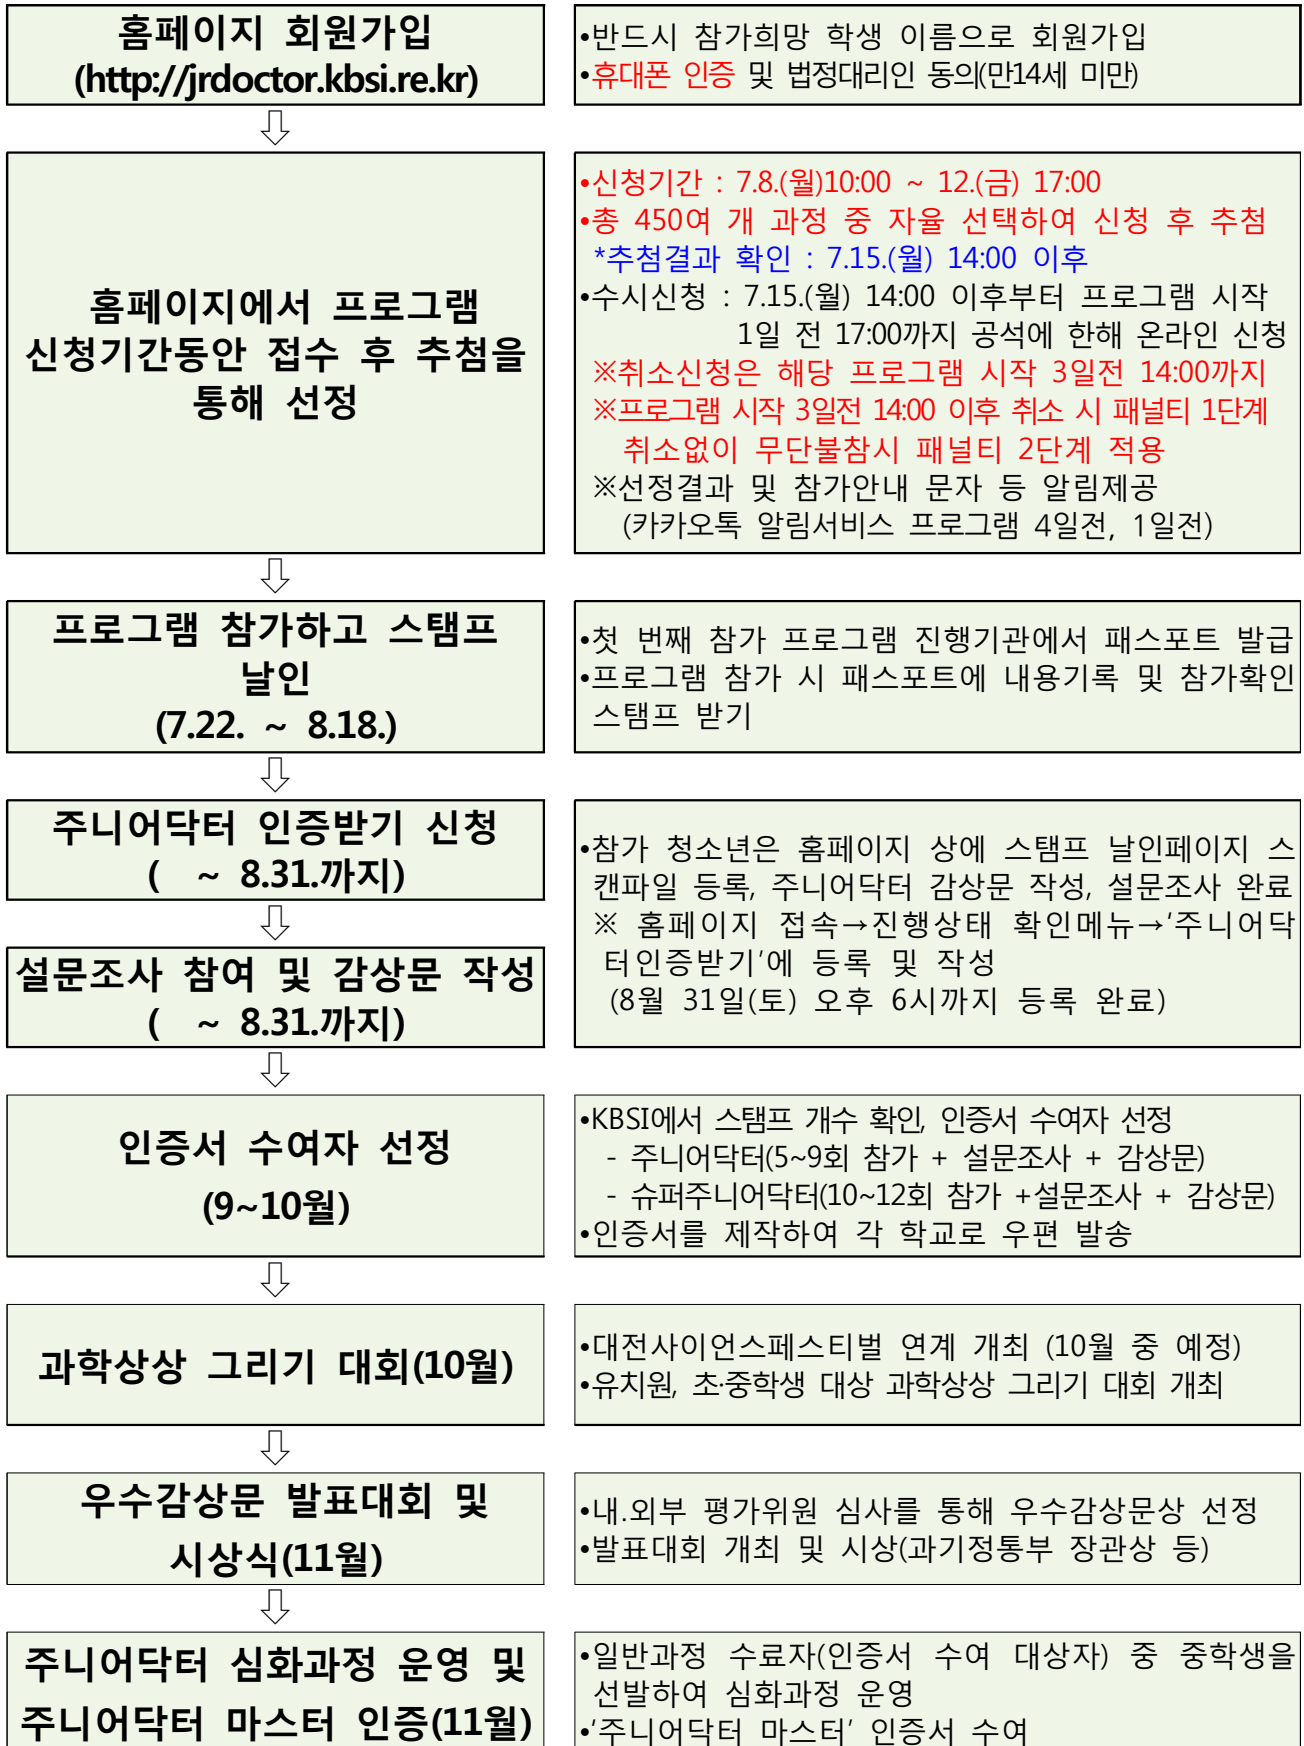 홈페이지 회원가입
(http://jrdoctor.kbsi.re.kr)
•반드시 참가희망 학생 이름으로 회원가입
•휴대폰 인증 및 법정대리인 동의(만14세 미만)
홈페이지에서 프로그램
신청기간동안 접수 후 추첨을
통해 선정
•신청기간 : 7.8.(월)10:00 ~ 12.(금) 17:00
•총 450여 개 과정 중 자율 선택하여 신청 후 추첨
*추첨결과 확인 : 7.15.(월) 14:00 이후
•수시신청 : 7.15.(월) 14:00 이후부터 프로그램 시작
1일 전 17:00까지 공석에 한해 온라인 신청
※취소신청은 해당 프로그램 시작 3일전 14:00까지
※프로그램 시작 3일전 14:00 이후 취소 시 패널티 1단계
취소없이 무단불참시 패널티 2단계 적용
※선정결과 및 참가안내 문자 등 알림제공
(카카오톡 알림서비스 프로그램 4일전, 1일전)
프로그램 참가하고 스탬프
날인
(7.22. ~ 8.18.)
•첫 번째 참가 프로그램 진행기관에서 패스포트 발급
•프로그램 참가 시 패스포트에 내용기록 및 참가확인
스탬프 받기
주니어닥터 인증받기 신청
( ~ 8.31.까지)
설문조사 참여 및 감상문 작성
( ~ 8.31.까지)
•참가 청소년은 홈페이지 상에 스탬프 날인페이지 스
캔파일 등록, 주니어닥터 감상문 작성, 설문조사 완료
※ 홈페이지 접속→진행상태 확인메뉴→'주니어닥
터인증받기'에 등록 및 작성
(8월 31일(토) 오후 6시까지 등록 완료)
인증서 수여자 선정
(9~10월)
•KBSI에서 스탬프 개수 확인, 인증서 수여자 선정
- 주니어닥터(5~9회 참가 + 설문조사 + 감상문)
- 슈퍼주니어닥터(10~12회 참가 +설문조사 + 감상문)
•인증서를 제작하여 각 학교로 우편 발송
과학상상 그리기 대회(10월)
•대전사이언스페스티벌 연계 개최 (10월 중 예정)
•유치원, 초·중학생 대상 과학상상 그리기 대회 개최
우수감상문 발표대회 및
시상식(11월)
•내.외부 평가위원 심사를 통해 우수감상문상 선정
•발표대회 개최 및 시상(과기정통부 장관상 등)
주니어닥터 심화과정 운영 및
주니어닥터 마스터 인증(11월)
•일반과정 수료자(인증서 수여 대상자) 중 중학생을
선발하여 심화과정 운영
•'주니어닥터 마스터' 인증서 수여